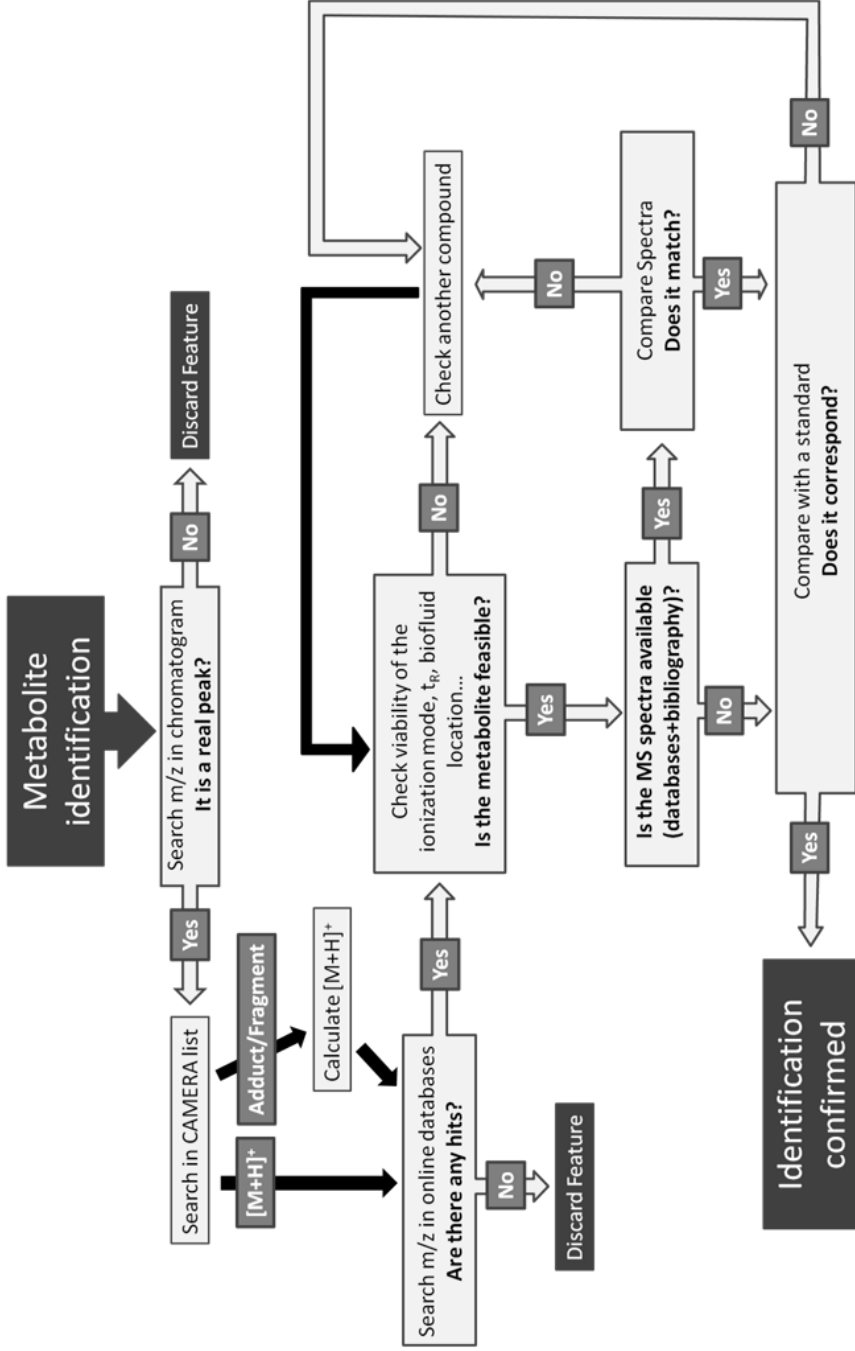 Metabolite
identification
Search m/z in chromatogram
It is a real peak?
No
Discard Feature
Yes
Search in CAMERA list
[M+H]⁺
Adduct/Fragment
Calculate [M+H]⁺
Search m/z in online databases
Are there any hits?
No
Discard Feature
Yes
Check viability of the
ionization mode, tR, biofluid
location...
Is the metabolite feasible?
No
Check another compound
Yes
Is the MS spectra available
(databases+bibliography)?
Yes
Compare Spectra
Does it match?
No
Yes
No
Compare with a standard
Does it correspond?
No
Yes
Identification
confirmed